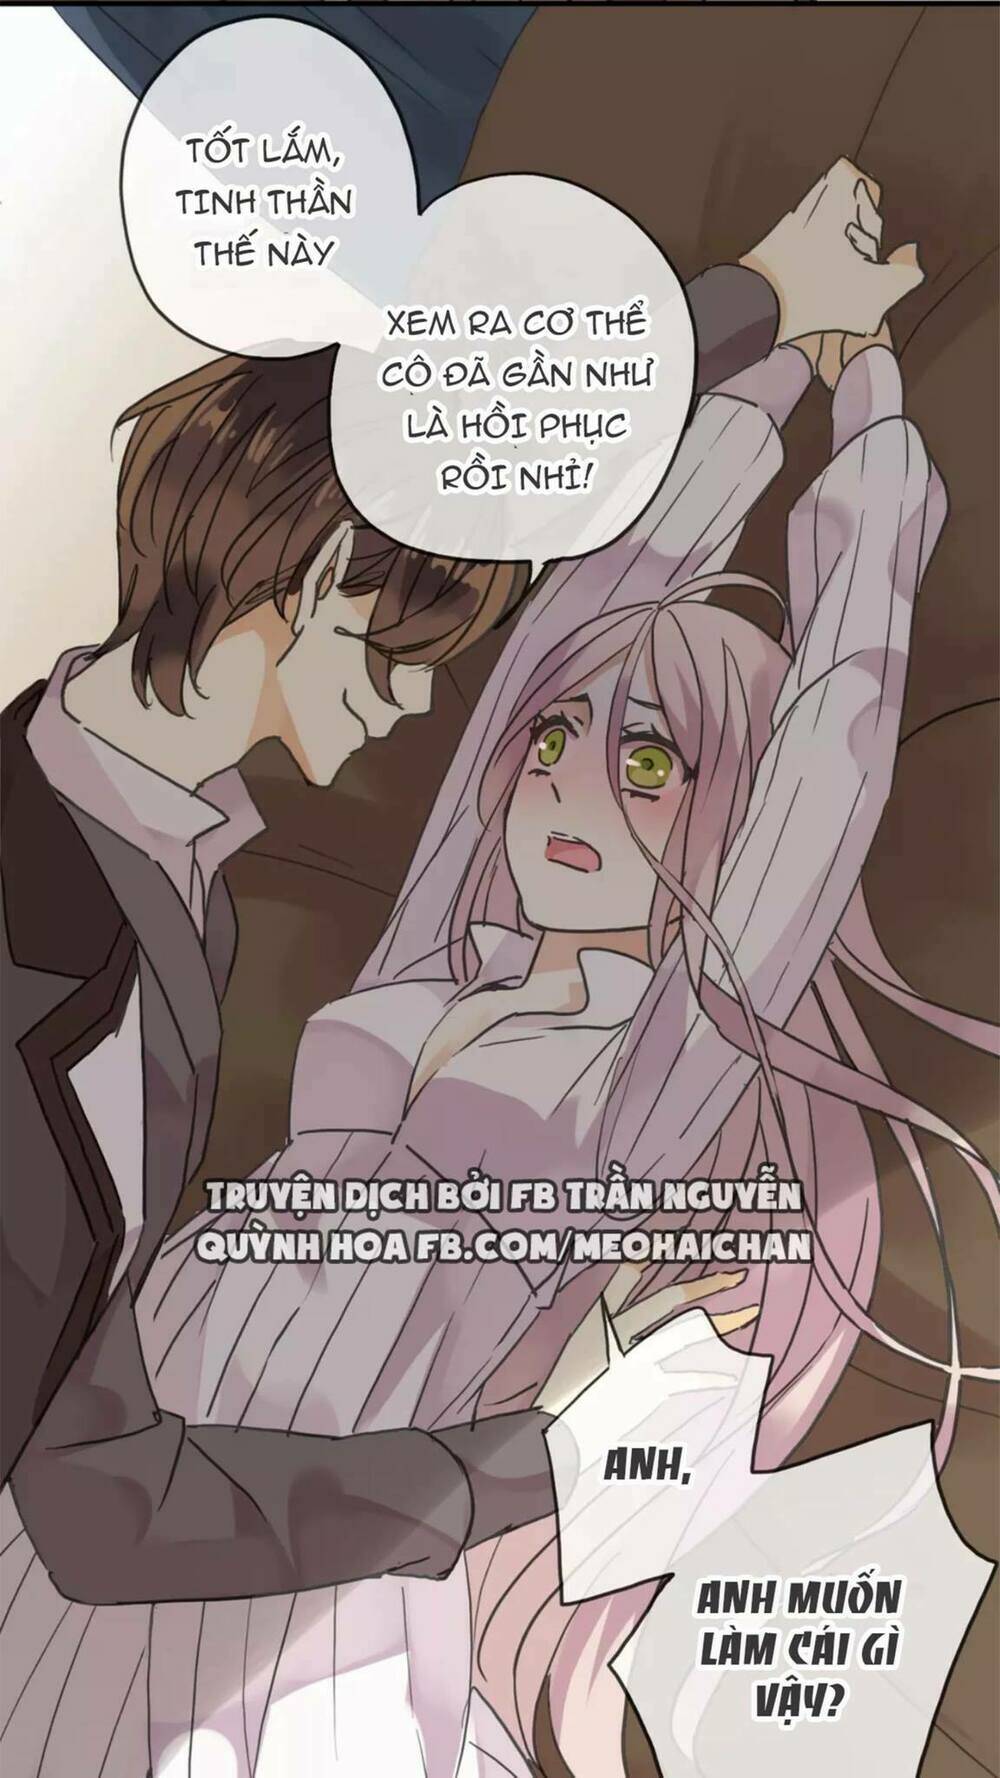 TỐT LẮM,
TINH THẦN
THẾ NÀY
XEM RA CƠ THỂ
CÔ ĐÃ GẦN NHƯ
LÀ HỒI PHỤC
RỒI NHỈ!
TRUYỆN DỊCH BỞI FB TRẦN NGUYỄN
QUỲNH HOA FB.COM/MEOHAICHAN
ANH,
ANH MUỐN
LÀM CÁI GÌ
VẬY?